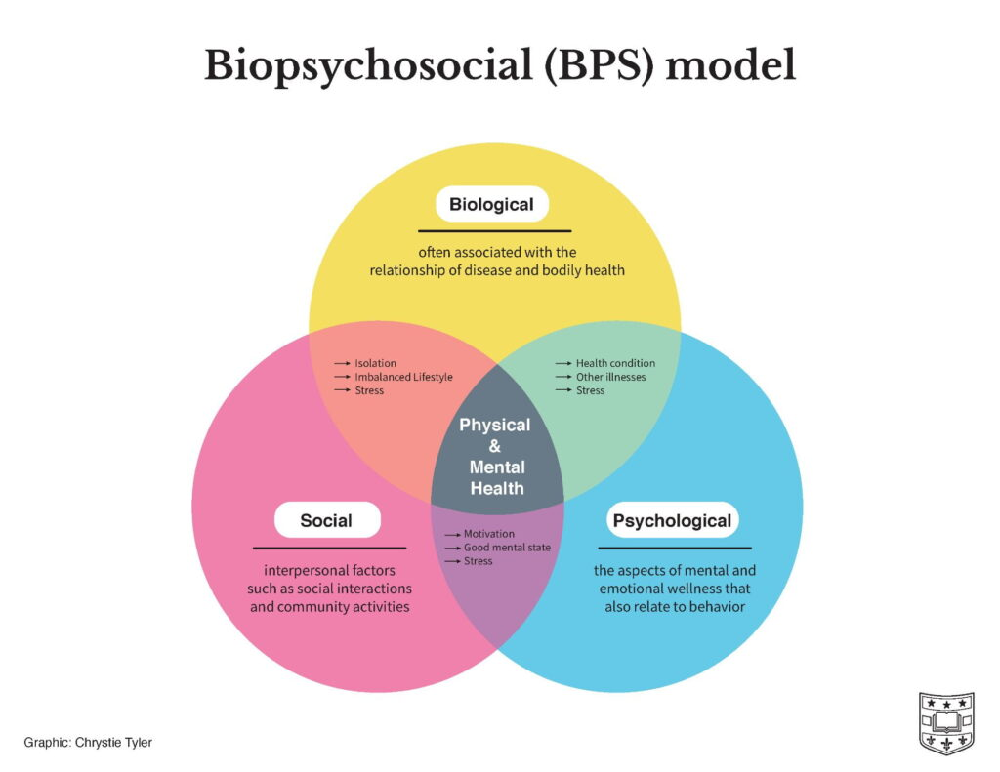 Biopsychosocial (BPS) model
Biological
often associated with the
relationship of disease and bodily health
→ Isolation
→ Imbalanced Lifestyle
→ Stress
→ Health condition
→ Other illnesses
→ Stress
Physical
&
Mental
Health
Social
interpersonal factors
such as social interactions
and community activities
→ Motivation
→ Good mental state
→ Stress
Psychological
the aspects of mental and
emotional wellness that
also relate to behavior
Graphic: Chrystie Tyler